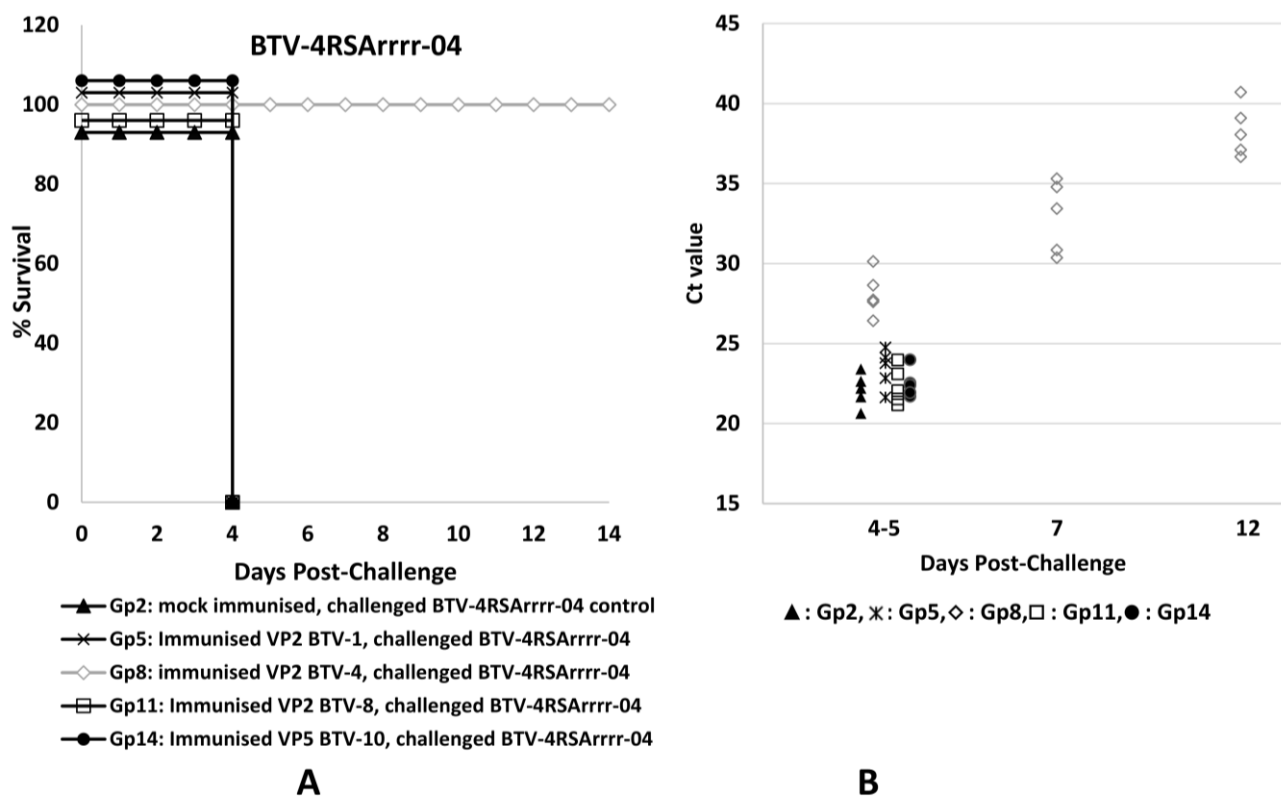 BTV-4RSArrrr-04
% Survival
120
100
80
60
40
20
0
0 2 4 6 8 10 12 14
Days Post-Challenge
Gp2: mock immunised, challenged BTV-4RSArrrr-04 control
Gp5: Immunised VP2 BTV-1, challenged BTV-4RSArrrr-04
Gp8: immunised VP2 BTV-4, challenged BTV-4RSArrrr-04
Gp11: Immunised VP2 BTV-8, challenged BTV-4RSArrrr-04
Gp14: Immunised VP5 BTV-10, challenged BTV-4RSArrrr-04
A
Ct value
45
40
35
30
25
20
15
4-5 7 12
Days Post-Challenge
▲ : Gp2, ж : Gp5, ◇ : Gp8, □ : Gp11, ● : Gp14
B